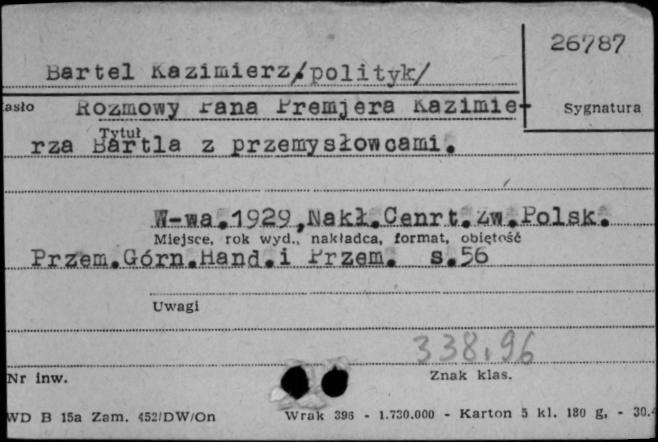 26787
Bartel Kazimierz/polityk/
asło Rozmowy Pana Premjera Kazimie- Sygnatura
Tytuł
rza Bartla z przemysłowcami.
W-wa.1929,Nakł.Cenrt.Zw.Polsk.
Miejsce, rok wyd., nakładca, format, objętość
Przem.Górn.Hand.i Przem. s.56
Uwagi
338.96
Nr inw. Znak klas.
WD B 15a Zam. 452/DW/On Wrak 396 - 1.730.000 - Karton 5 kl. 180 g, - 30.4